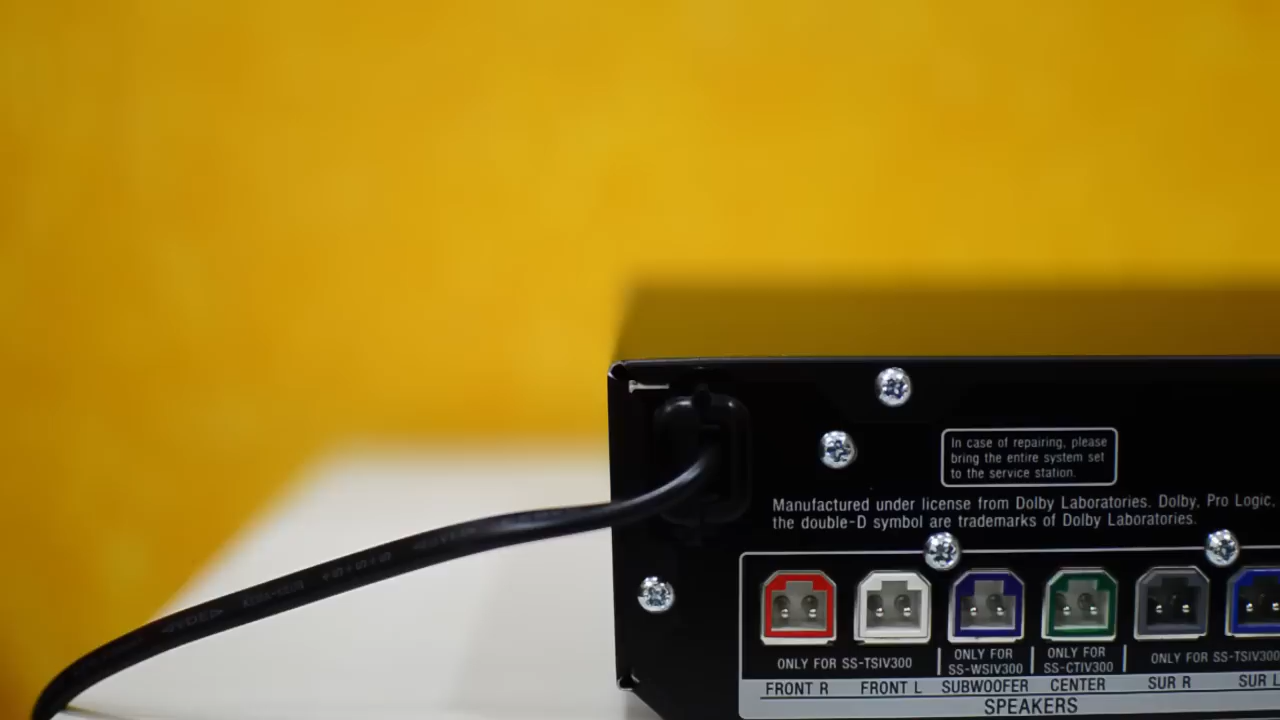 In case of repairing, please
bring the entire system set
to the service station.
Manufactured under license from Dolby Laboratories. Dolby, Pro Logic,
the double-D symbol are trademarks of Dolby Laboratories.
ONLY FOR SS-TSIV300
ONLY FOR
SS-WSIV300
ONLY FOR
SS-CTIV300
ONLY FOR SS-TSIV300
FRONT R FRONT L SUBWOOFER CENTER SUR R SUR L
SPEAKERS